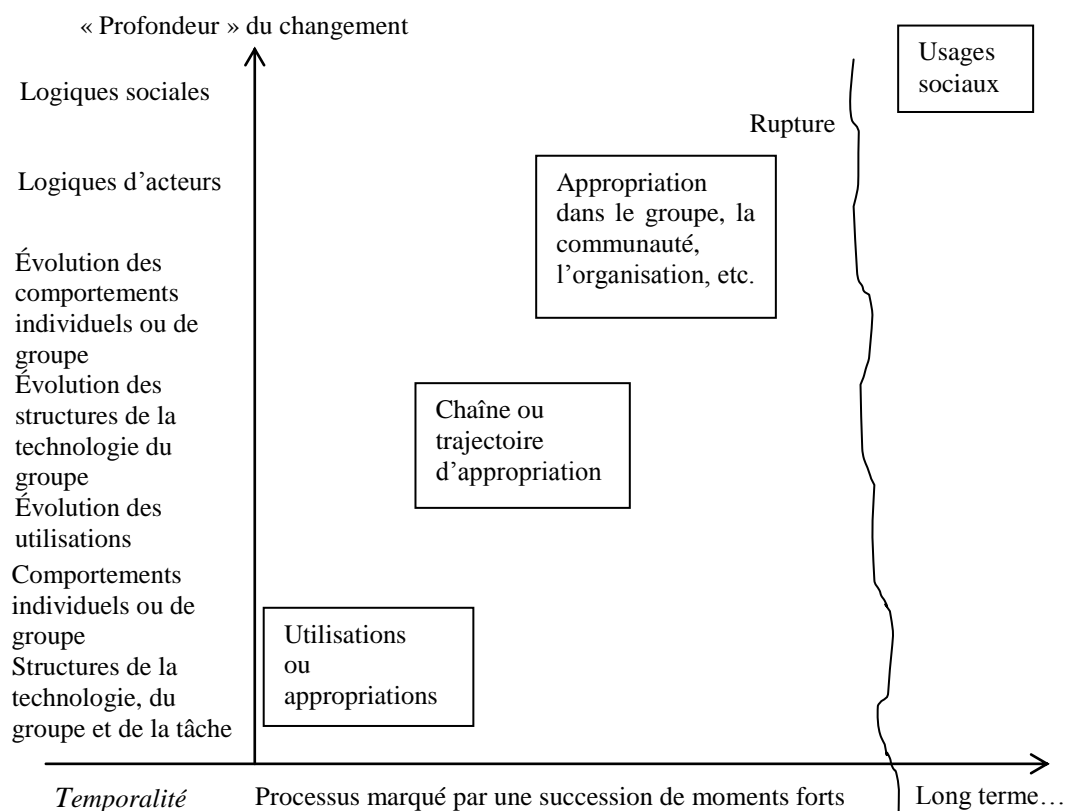 « Profondeur » du changement
Usages
sociaux
Logiques sociales
Rupture
Logiques d’acteurs
Appropriation
dans le groupe, la
communauté,
l’organisation, etc.
Évolution des
comportements
individuels ou de
groupe
Évolution des
structures de la
technologie du
groupe
Chaîne ou
trajectoire
d’appropriation
Évolution des
utilisations
Comportements
individuels ou de
groupe
Structures de la
technologie, du
groupe et de la tâche
Utilisations
ou
appropriations
Temporalité
Processus marqué par une succession de moments forts
Long terme…